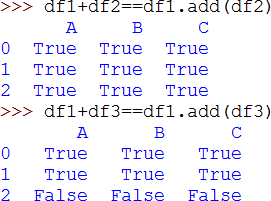 >>> df1+df2==df1.add(df2)
      A     B     C
0  True  True  True
1  True  True  True
2  True  True  True
>>> df1+df3==df1.add(df3)
       A      B      C
0   True   True   True
1   True   True   True
2  False  False  False